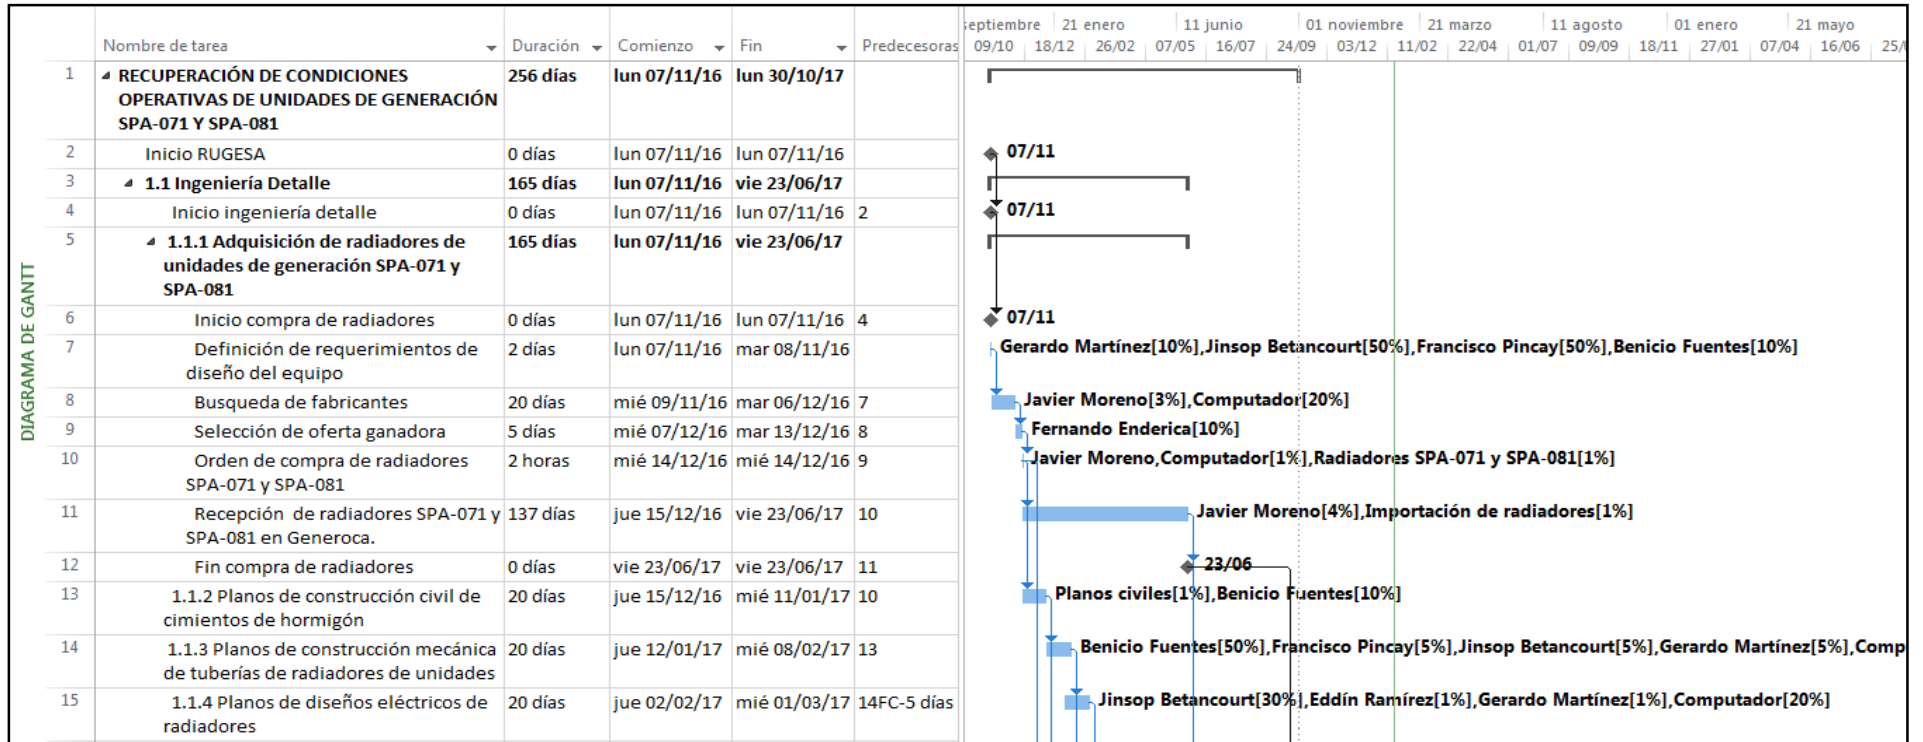 septiembre 21 enero 11 junio 01 noviembre 21 marzo 11 agosto 01 enero 21 mayo
Nombre de tarea Duración Comienzo Fin Predecesoras 09/10 18/12 26/02 07/05 16/07 24/09 03/12 11/02 22/04 01/07 09/09 18/11 27/01 07/04 16/06
DIAGRAMA DE GANTT
1 RECUPERACIÓN DE CONDICIONES 256 días lun 07/11/16 lun 30/10/17
OPERATIVAS DE UNIDADES DE GENERACIÓN
SPA-071 Y SPA-081
2 Inicio RUGESA 0 días lun 07/11/16 lun 07/11/16 07/11
3 1.1 Ingeniería Detalle 165 días lun 07/11/16 vie 23/06/17
4 Inicio ingeniería detalle 0 días lun 07/11/16 lun 07/11/16 2 07/11
5 1.1.1 Adquisición de radiadores de 165 días lun 07/11/16 vie 23/06/17
unidades de generación SPA-071 y
SPA-081
6 Inicio compra de radiadores 0 días lun 07/11/16 lun 07/11/16 4 07/11
7 Definición de requerimientos de 2 días lun 07/11/16 mar 08/11/16 Gerardo Martínez[10%],Jinsop Betancourt[50%],Francisco Pincay[50%],Benicio Fuentes[10%]
diseño del equipo
8 Busqueda de fabricantes 20 días mié 09/11/16 mar 06/12/16 7 Javier Moreno[3%],Computador[20%]
9 Selección de oferta ganadora 5 días mié 07/12/16 mar 13/12/16 8 Fernando Enderica[10%]
10 Orden de compra de radiadores 2 horas mié 14/12/16 mié 14/12/16 9 Javier Moreno,Computador[1%],Radiadores SPA-071 y SPA-081[1%]
SPA-071 y SPA-081
11 Recepción de radiadores SPA-071 y 137 días jue 15/12/16 vie 23/06/17 10 Javier Moreno[4%],Importación de radiadores[1%]
SPA-081 en Generoca.
12 Fin compra de radiadores 0 días vie 23/06/17 vie 23/06/17 11 23/06
13 1.1.2 Planos de construcción civil de 20 días jue 15/12/16 mié 11/01/17 10 Planos civiles[1%],Benicio Fuentes[10%]
cimientos de hormigón
14 1.1.3 Planos de construcción mecánica 20 días jue 12/01/17 mié 08/02/17 13 Benicio Fuentes[50%],Francisco Pincay[5%],Jinsop Betancourt[5%],Gerardo Martínez[5%],Comp
de tuberías de radiadores de unidades
15 1.1.4 Planos de diseños eléctricos de 20 días jue 02/02/17 mié 01/03/17 14FC-5 días Jinsop Betancourt[30%],Eddín Ramírez[1%],Gerardo Martínez[1%],Computador[20%]
radiadores